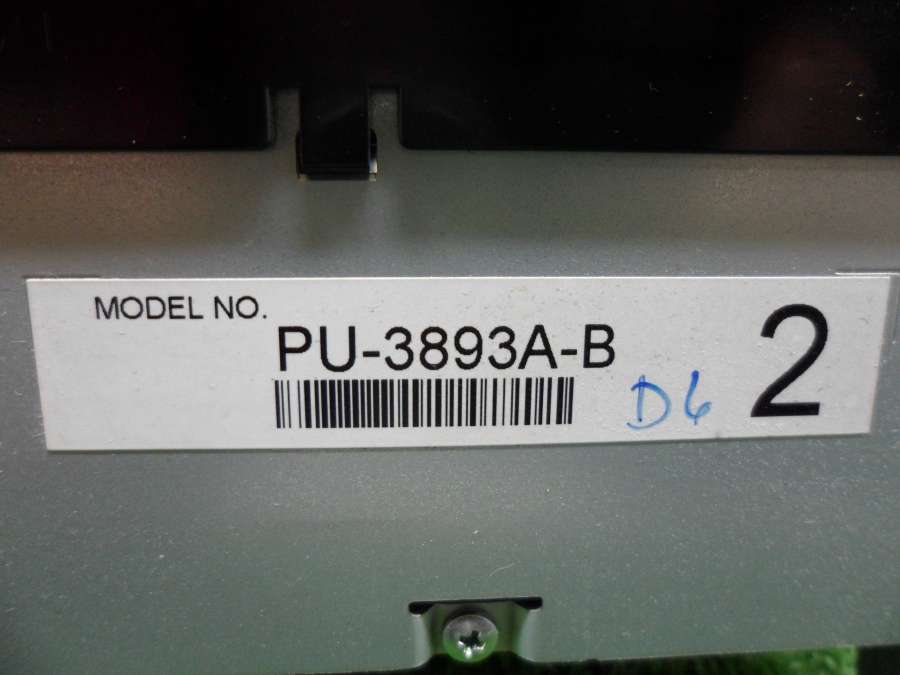 MODEL NO.
PU-3893A-B
D6
2